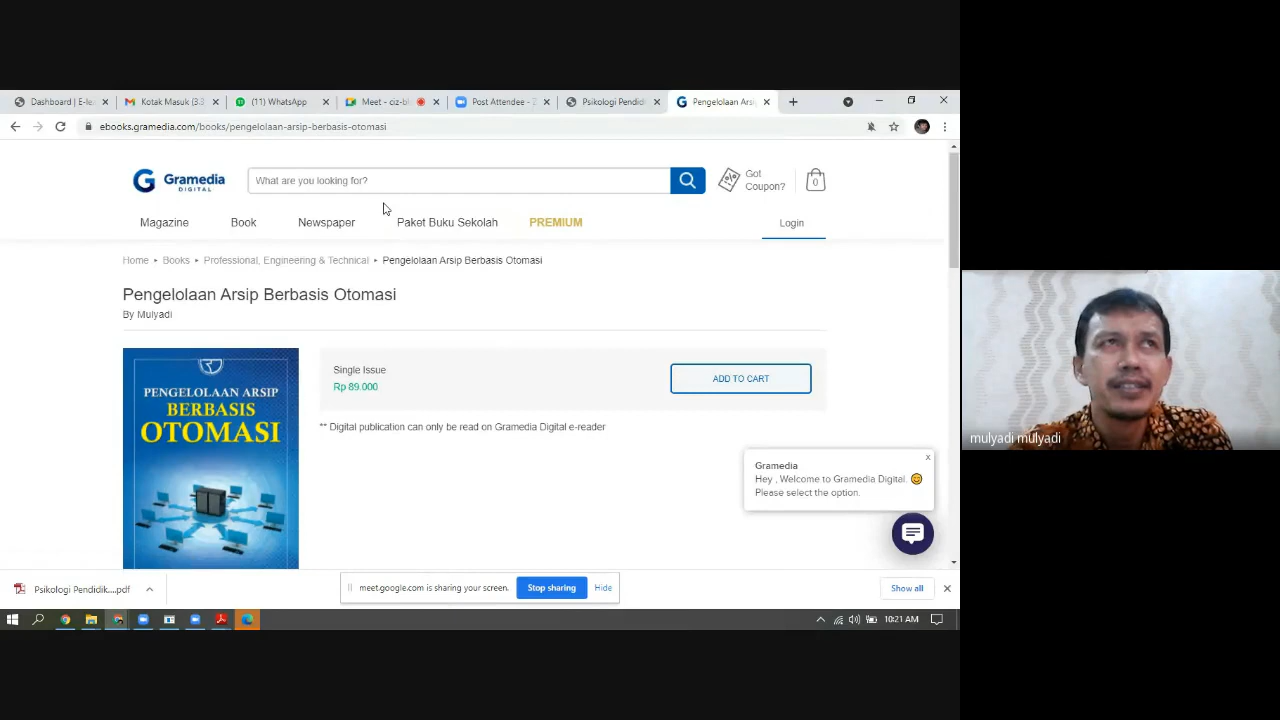 Dashboard | E-le
Kotak Masuk (3.3
(11) WhatsApp
Meet - ciz-bl
Post Attendee - Z
Psikologi Pendid
Pengelolaan Arsi
ebooks.gramedia.com/books/pengelolaan-arsip-berbasis-otomasi
Gramedia
DIGITAL
What are you looking for?
Got
Coupon?
0
Magazine
Book
Newspaper
Paket Buku Sekolah
PREMIUM
Login
Home ▸ Books ▸ Professional, Engineering & Technical ▸ Pengelolaan Arsip Berbasis Otomasi
Pengelolaan Arsip Berbasis Otomasi
By Mulyadi
PENGELOLAAN ARSIP
BERBASIS
OTOMASI
Single Issue
Rp 89.000
ADD TO CART
** Digital publication can only be read on Gramedia Digital e-reader
Gramedia
x
Hey , Welcome to Gramedia Digital. 😊
Please select the option.
mulyadi mulyadi
Psikologi Pendidik....pdf
meet.google.com is sharing your screen.
Stop sharing
Hide
Show all
10:21 AM